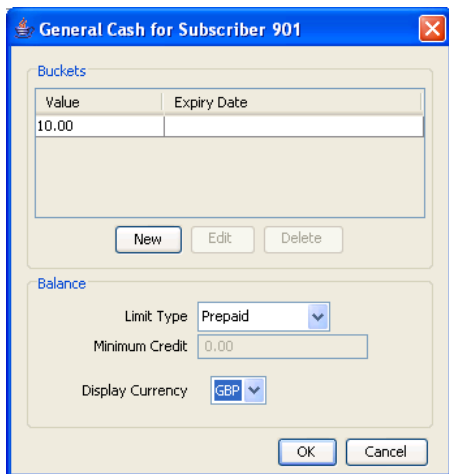 General Cash for Subscriber 901
Buckets
Value Expiry Date
10.00
New Edit Delete
Balance
Limit Type Prepaid
Minimum Credit 0.00
Display Currency GBP
OK Cancel